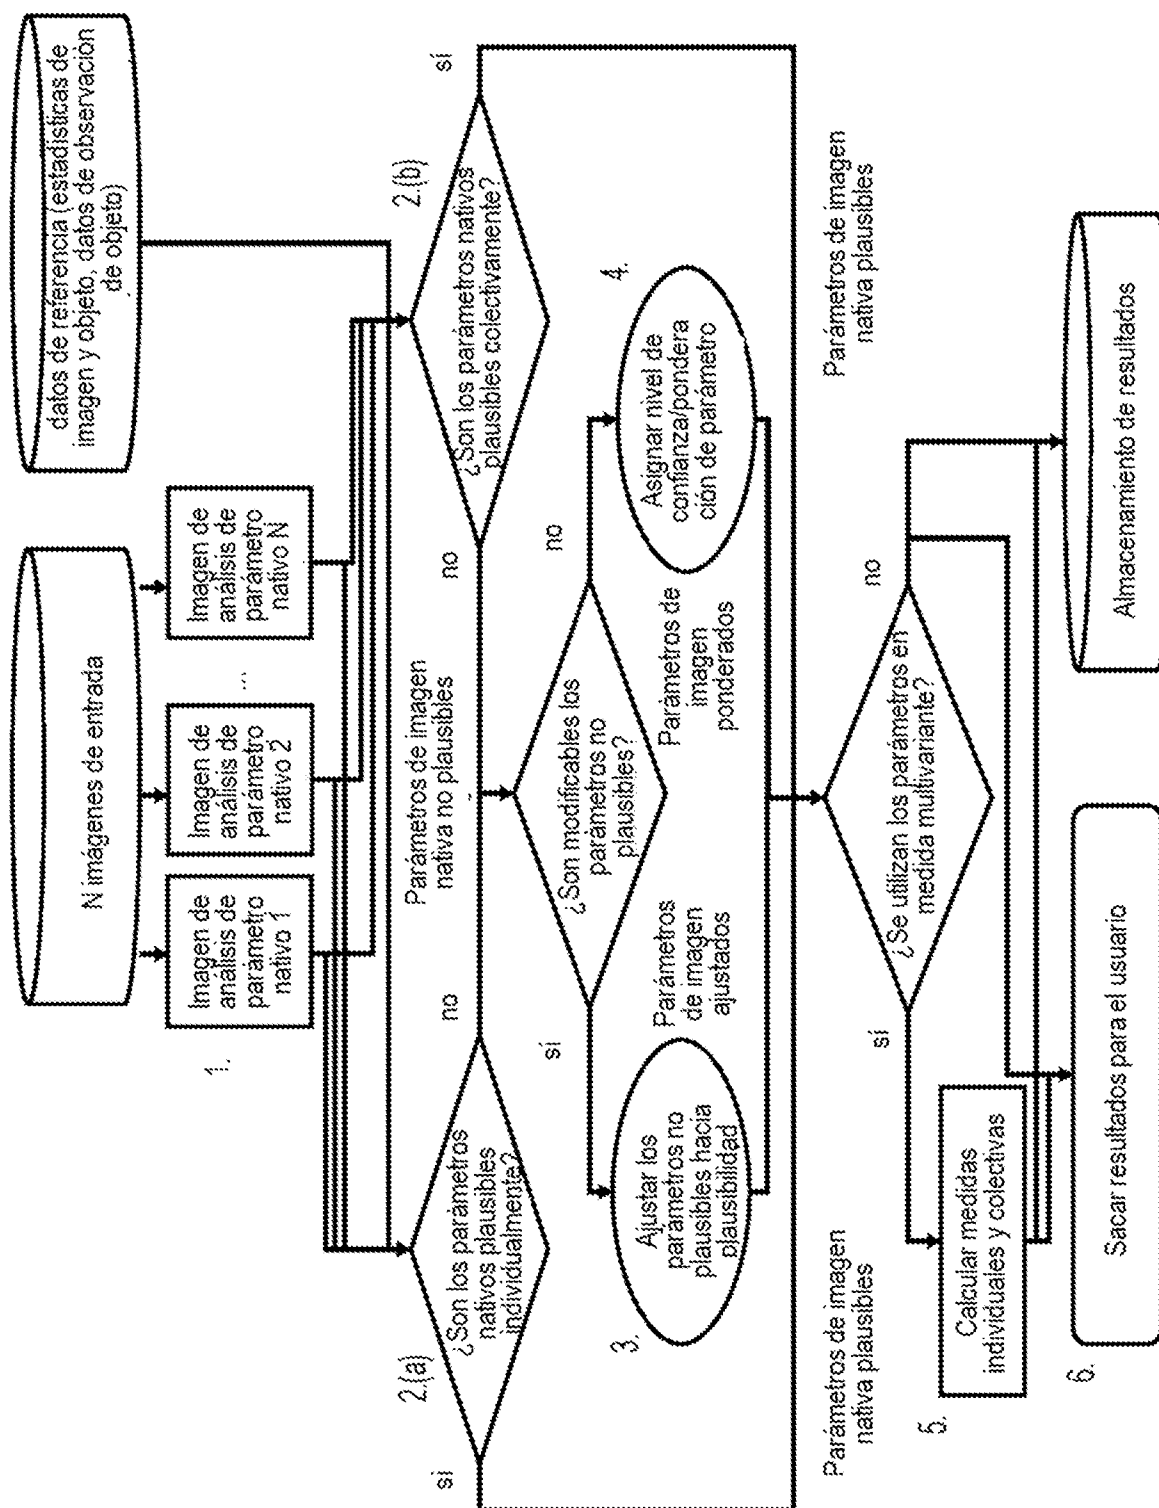 N imágenes de entrada
datos de referencia (estadísticas de
imagen y objeto, datos de observación
de objeto)
1.
Imagen de
análisis de
parámetro
nativo 1
Imagen de
análisis de
parámetro
nativo 2
...
Imagen de
análisis de
parámetro
nativo N
2.(a)
¿Son los parámetros
nativos plausibles
individualmente?
sí
no
Parámetros de imagen
nativa no plausibles
no
2.(b)
¿Son los parámetros nativos
plausibles colectivamente?
sí
¿Son modificables los
parámetros no
plausibles?
sí
no
3.
Ajustar los
parámetros no
plausibles hacia
plausibilidad
Parámetros
de imagen
ajustados
Parámetros de
imagen
ponderados
4.
Asignar nivel de
confianza/pondera
ción de parámetro
Parámetros de imagen
nativa plausibles
Parámetros de imagen
nativa plausibles
¿Se utilizan los parámetros en
medida multivariante?
sí
no
5.
Calcular medidas
individuales y colectivas
6.
Sacar resultados para el usuario
Almacenamiento de resultados